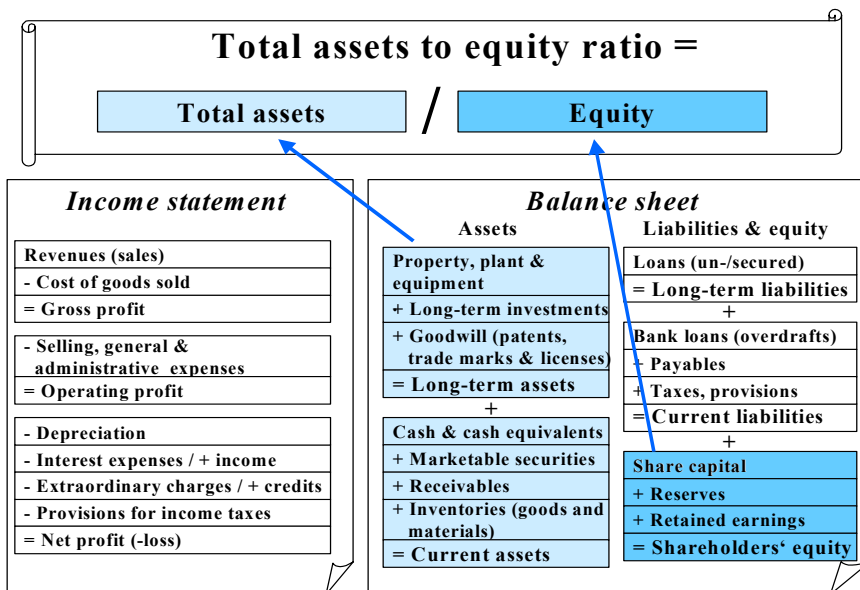 Total assets to equity ratio =
Total assets / Equity
Income statement
Revenues (sales)
- Cost of goods sold
= Gross profit
- Selling, general &
administrative expenses
= Operating profit
- Depreciation
- Interest expenses / + income
- Extraordinary charges / + credits
- Provisions for income taxes
= Net profit (-loss)
Balance sheet
Assets
Property, plant &
equipment
+ Long-term investments
+ Goodwill (patents,
trade marks & licenses)
= Long-term assets
+
Cash & cash equivalents
+ Marketable securities
+ Receivables
+ Inventories (goods and
materials)
= Current assets
Liabilities & equity
Loans (un-/secured)
= Long-term liabilities
+
Bank loans (overdrafts)
+ Payables
+ Taxes, provisions
= Current liabilities
+
Share capital
+ Reserves
+ Retained earnings
= Shareholders‘ equity